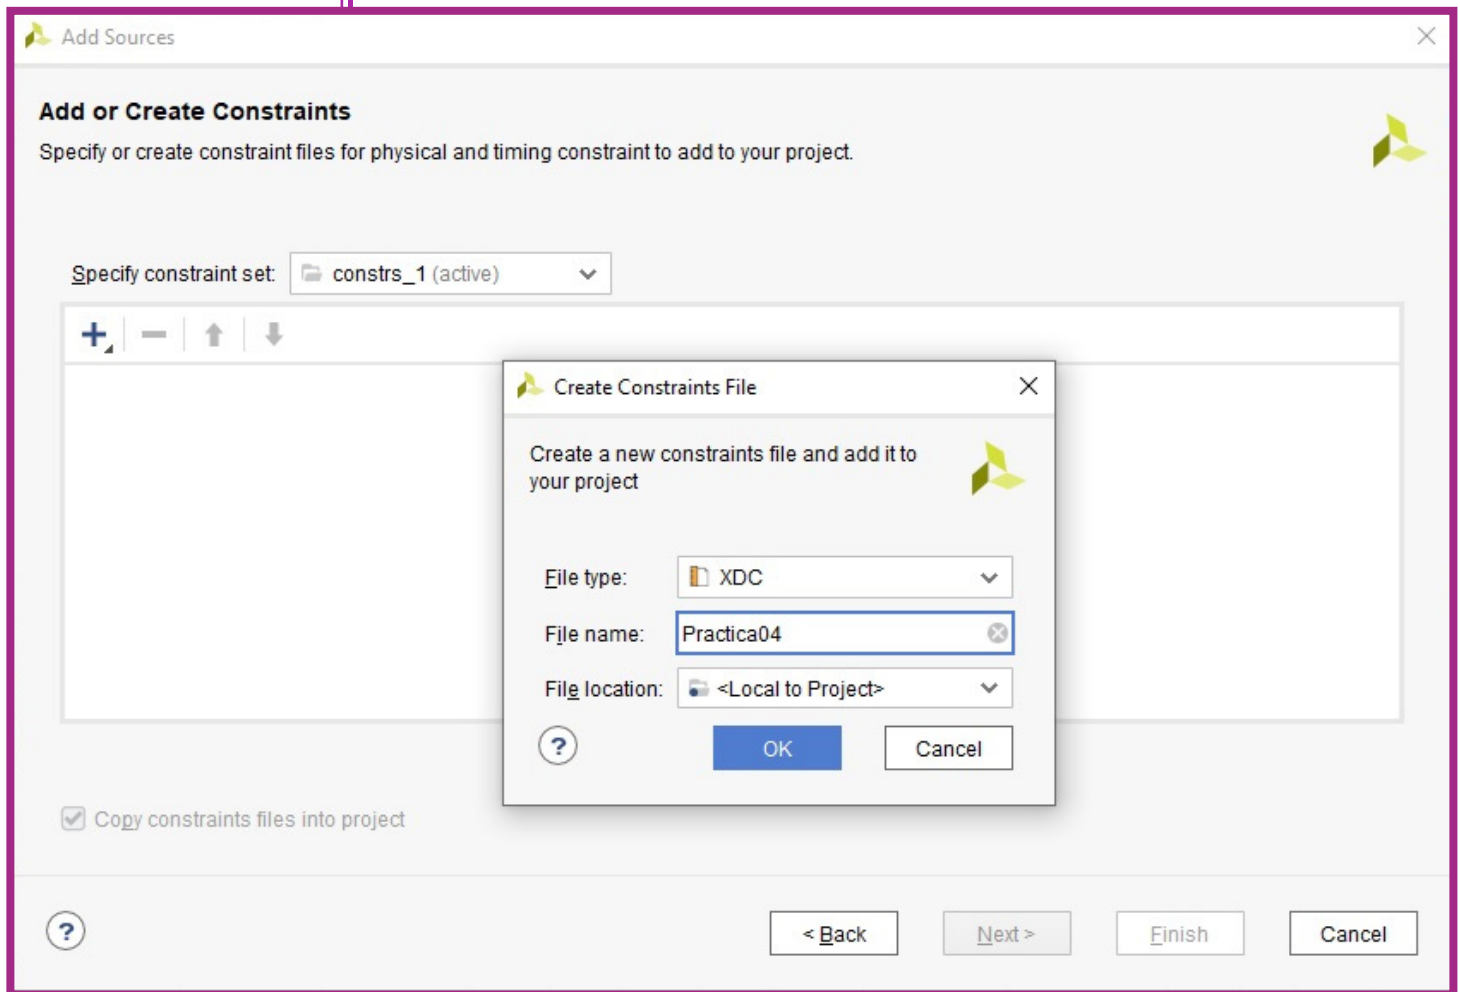 Add Sources
Add or Create Constraints
Specify or create constraint files for physical and timing constraint to add to your project.
Specify constraint set: constrs_1 (active)
Create Constraints File
Create a new constraints file and add it to
your project
File type: XDC
File name: Practica04
File location: <Local to Project>
? OK Cancel
Copy constraints files into project
? < Back Next > Finish Cancel